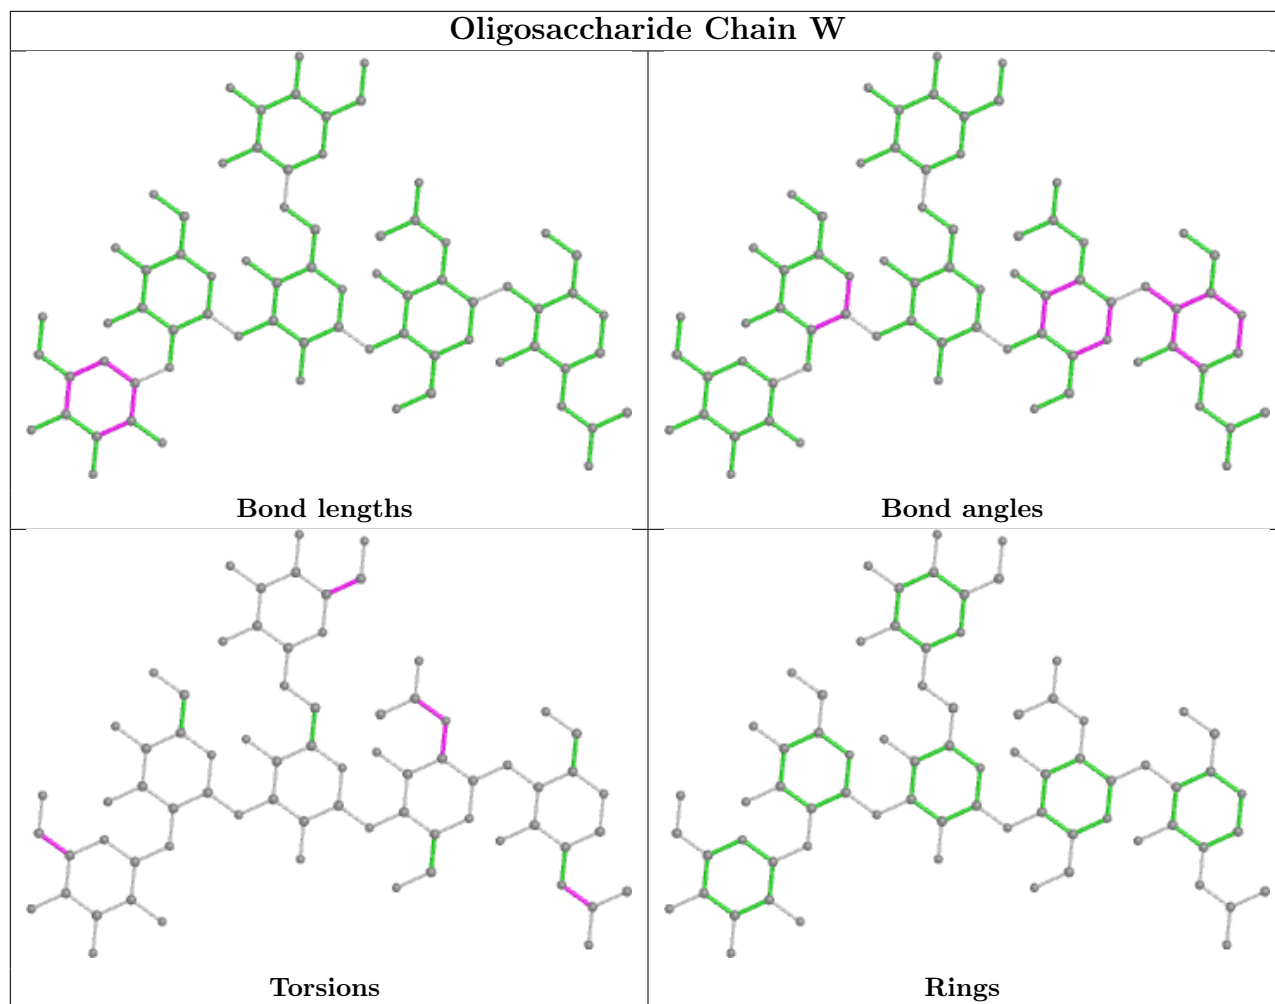 Oligosaccharide Chain W
Bond lengths
Bond angles
Torsions
Rings